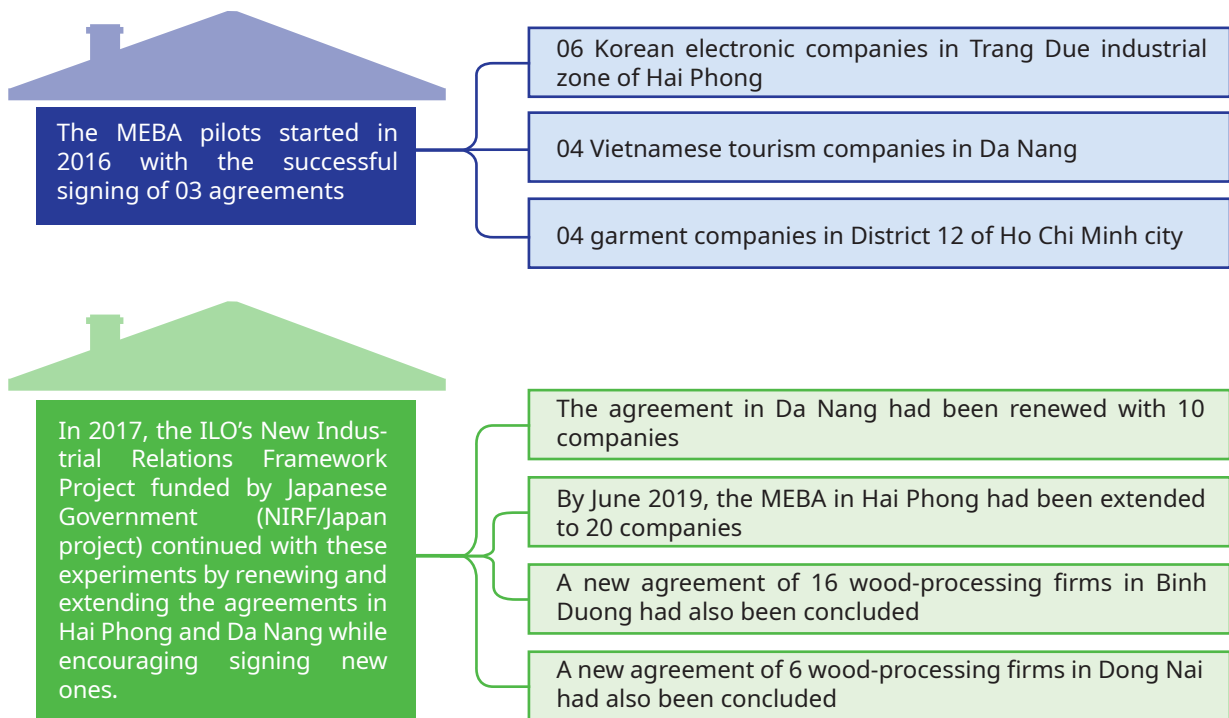 The MEBA pilots started in
2016 with the successful
signing of 03 agreements
06 Korean electronic companies in Trang Due industrial
zone of Hai Phong
04 Vietnamese tourism companies in Da Nang
04 garment companies in District 12 of Ho Chi Minh city
In 2017, the ILO’s New Indus-
trial Relations Framework
Project funded by Japanese
Government (NIRF/Japan
project) continued with these
experiments by renewing and
extending the agreements in
Hai Phong and Da Nang while
encouraging signing new
ones.
The agreement in Da Nang had been renewed with 10
companies
By June 2019, the MEBA in Hai Phong had been extended
to 20 companies
A new agreement of 16 wood-processing firms in Binh
Duong had also been concluded
A new agreement of 6 wood-processing firms in Dong Nai
had also been concluded